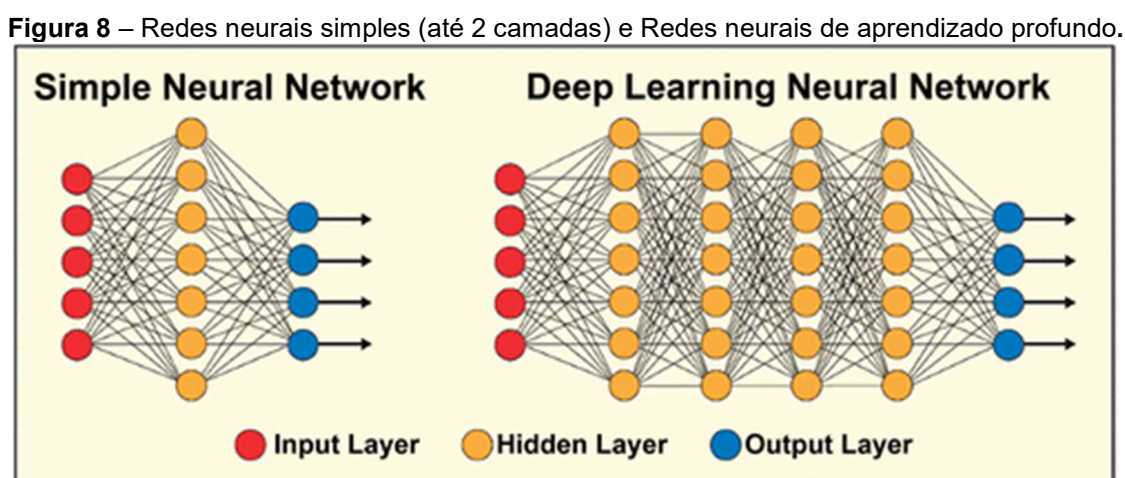 Figura 8 – Redes neurais simples (até 2 camadas) e Redes neurais de aprendizado profundo.
Simple Neural Network
Deep Learning Neural Network
Input Layer
Hidden Layer
Output Layer